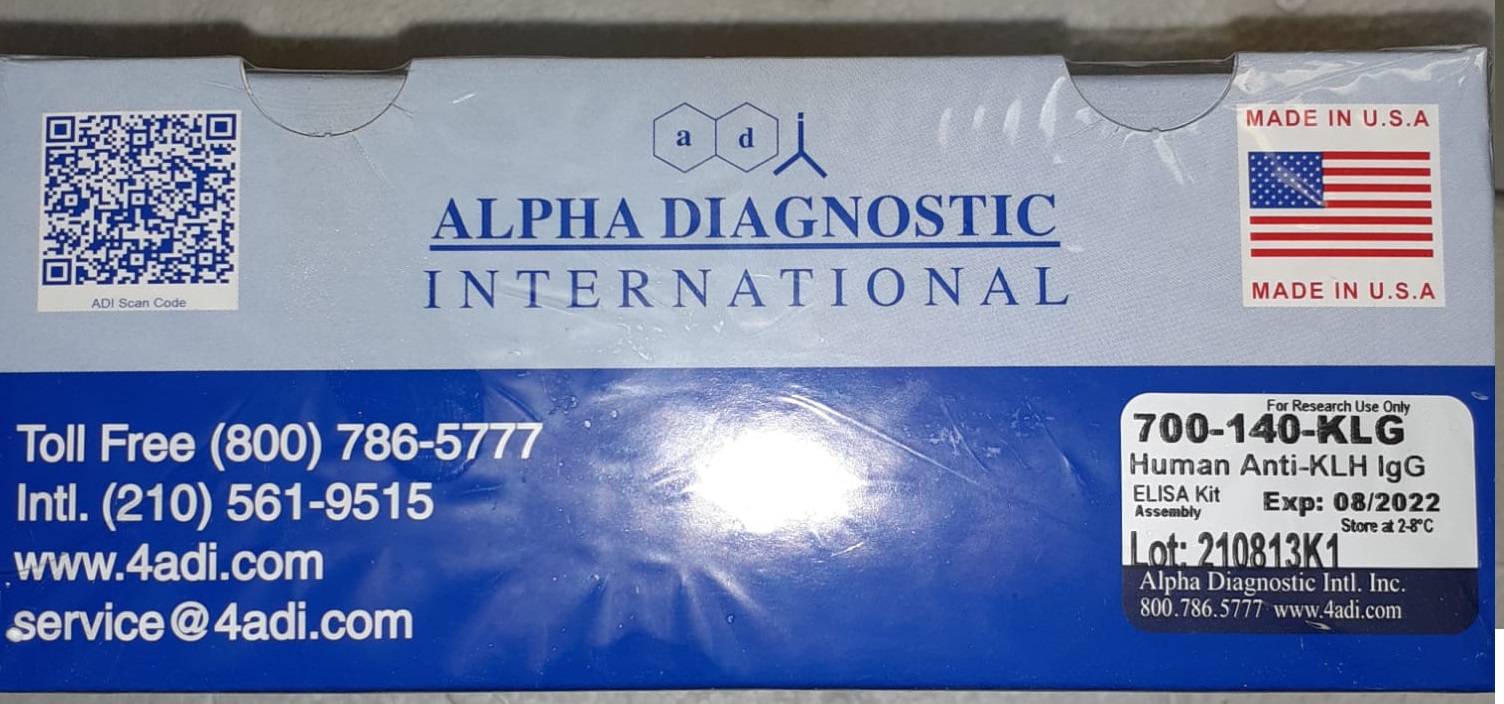 ADI Scan Code
a d i
ALPHA DIAGNOSTIC
INTERNATIONAL
MADE IN U.S.A
MADE IN U.S.A
Toll Free (800) 786-5777
Intl. (210) 561-9515
www.4adi.com
service@4adi.com
For Research Use Only
700-140-KLG
Human Anti-KLH IgG
ELISA Kit
Assembly
Exp: 08/2022
Store at 2-8°C
Lot: 210813K1
Alpha Diagnostic Intl. Inc.
800.786.5777 www.4adi.com